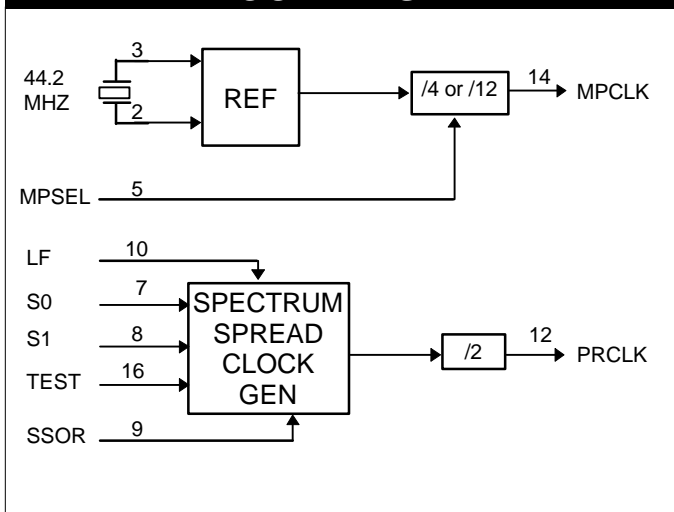 3
44.2
MHZ
2
REF
/4 or /12
14
MPCLK
MPSEL
5
LF
10
S0
7
S1
8
TEST
16
SSOR
9
SPECTRUM
SPREAD
CLOCK
GEN
/2
12
PRCLK